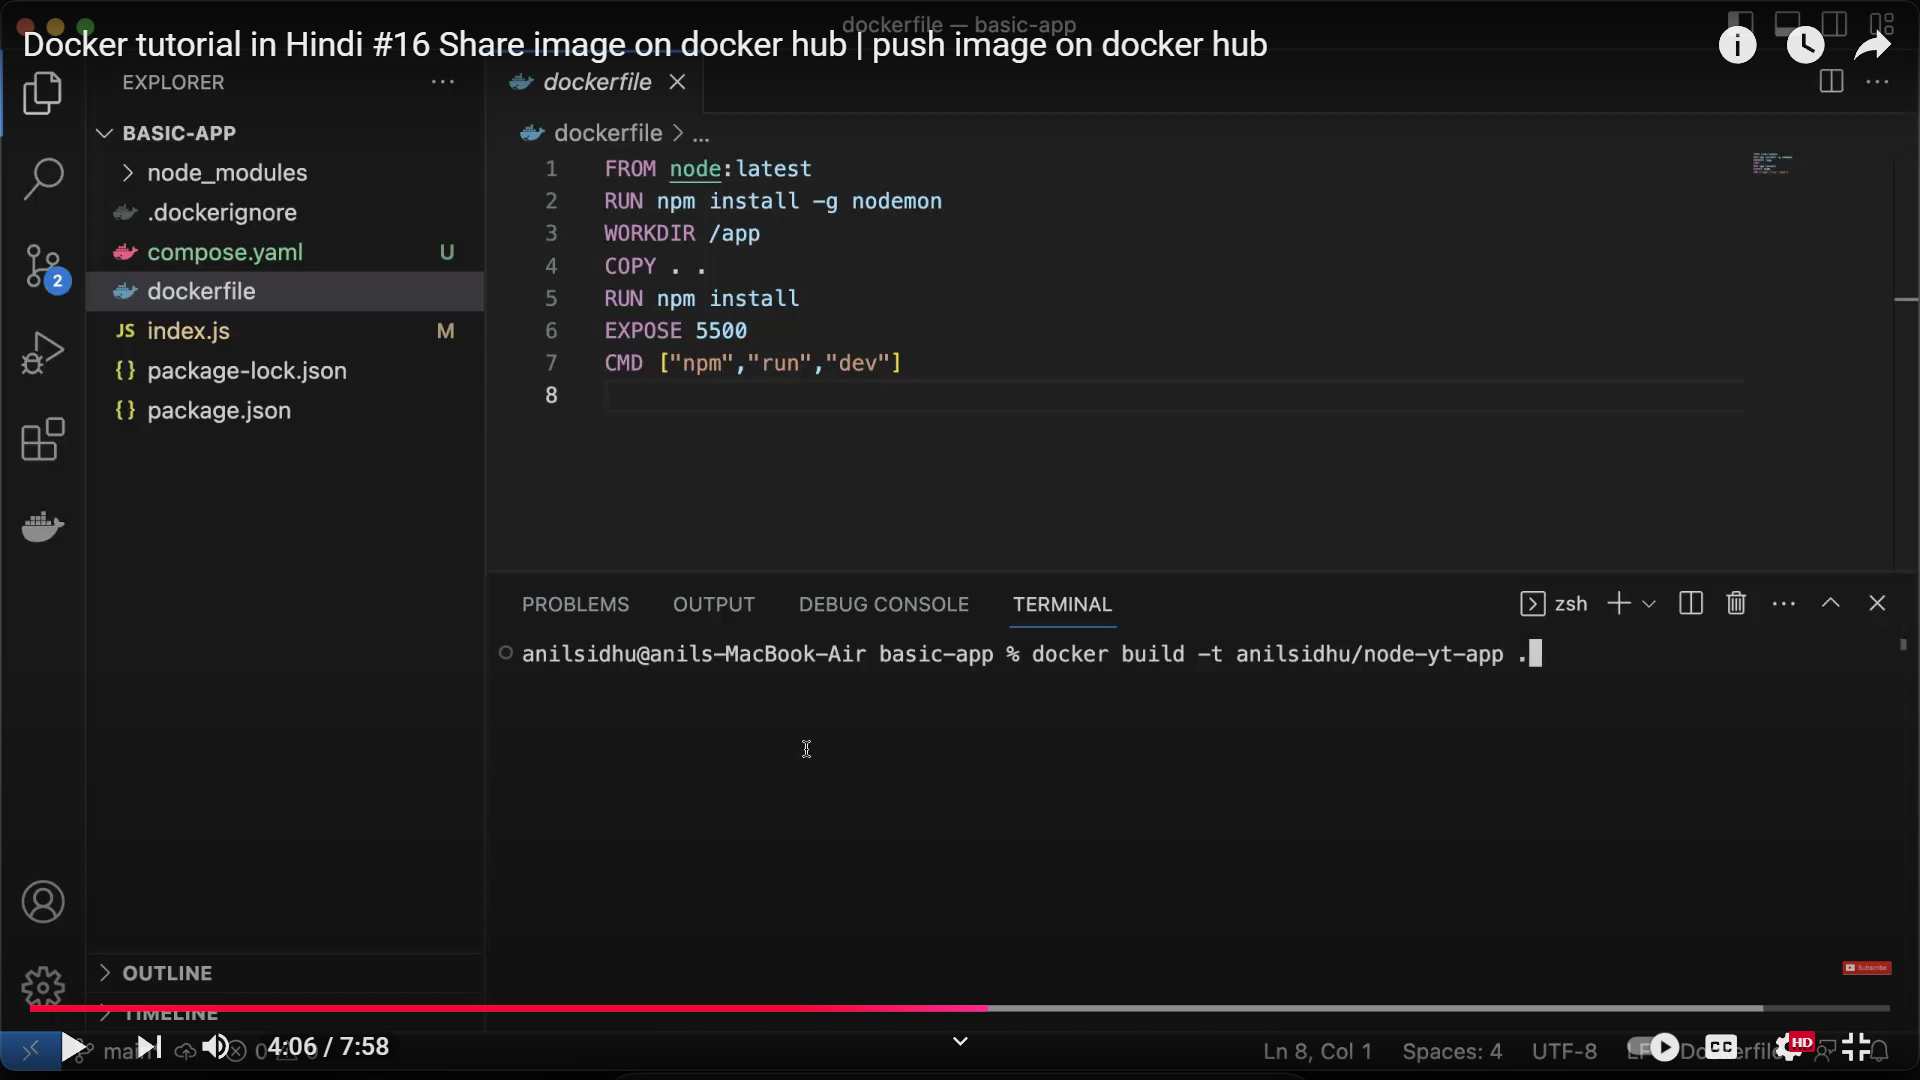 dockerfile — basic-app
Docker tutorial in Hindi #16 Share image on docker hub | push image on docker hub
EXPLORER
dockerfile
BASIC-APP
dockerfile > ...
node_modules
.dockerignore
compose.yaml U
2
dockerfile
JS index.js M
{} package-lock.json
{} package.json
1 FROM node:latest
2 RUN npm install -g nodemon
3 WORKDIR /app
4 COPY . .
5 RUN npm install
6 EXPOSE 5500
7 CMD ["npm","run","dev"]
8
PROBLEMS OUTPUT DEBUG CONSOLE TERMINAL zsh
anilsidhu@anils-MacBook-Air basic-app % docker build -t anilsidhu/node-yt-app .
Subscribe
OUTLINE
TIMELINE
4:06 / 7:58
Ln 8, Col 1 Spaces: 4 UTF-8 LF
CC HD